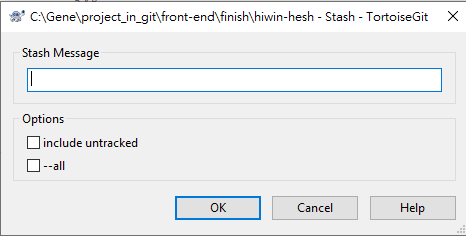 C:\Gene\project_in_git\front-end\finish\hiwin-hesh - Stash - TortoiseGit
Stash Message
Options
include untracked
--all
OK Cancel Help